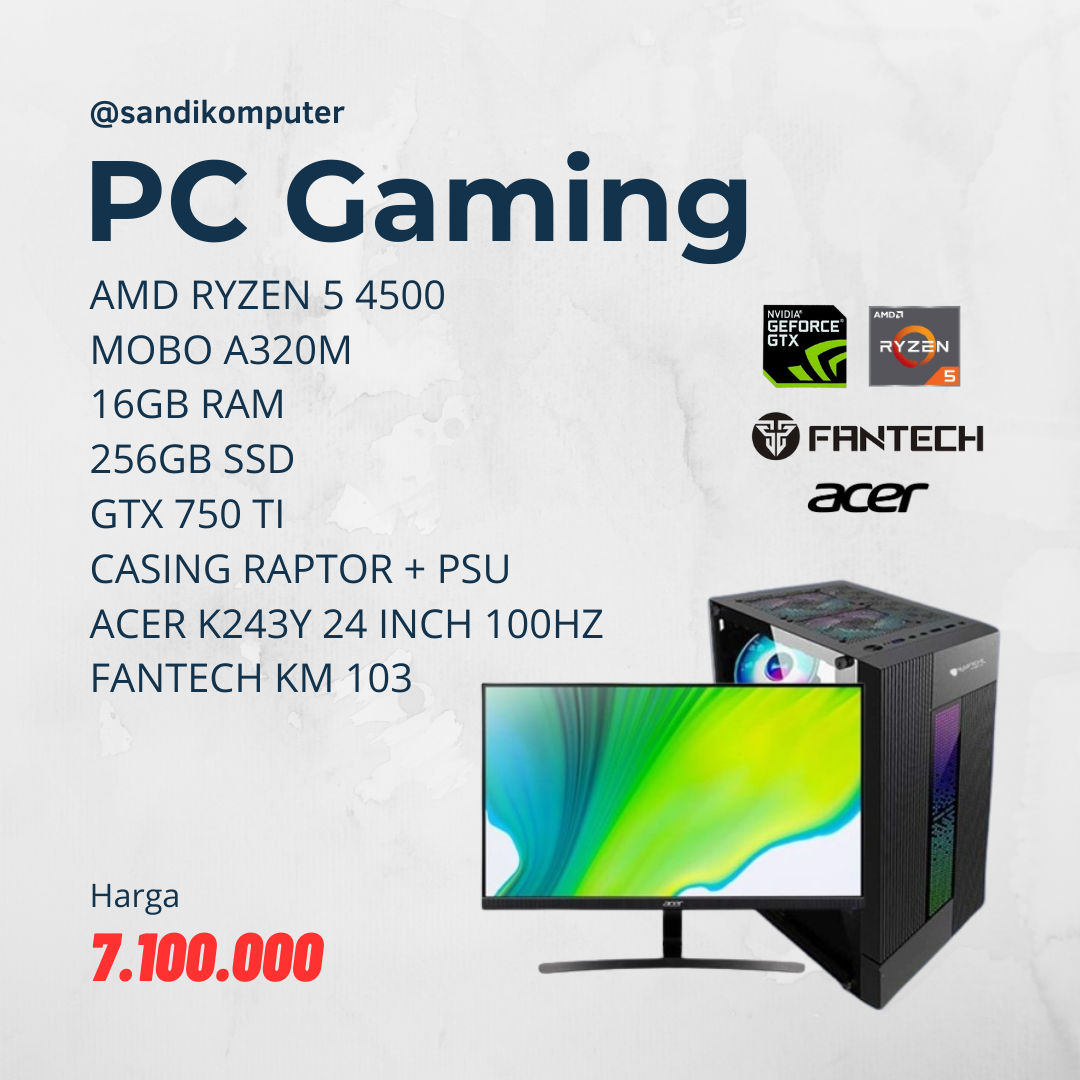 @sandikomputer
PC Gaming
AMD RYZEN 5 4500
MOBO A320M
16GB RAM
256GB SSD
GTX 750 TI
CASING RAPTOR + PSU
ACER K243Y 24 INCH 100HZ
FANTECH KM 103
NVIDIA®
GEFORCE®
GTX
AMD
RYZEN
5
FANTECH
acer
acer
Harga
7.100.000